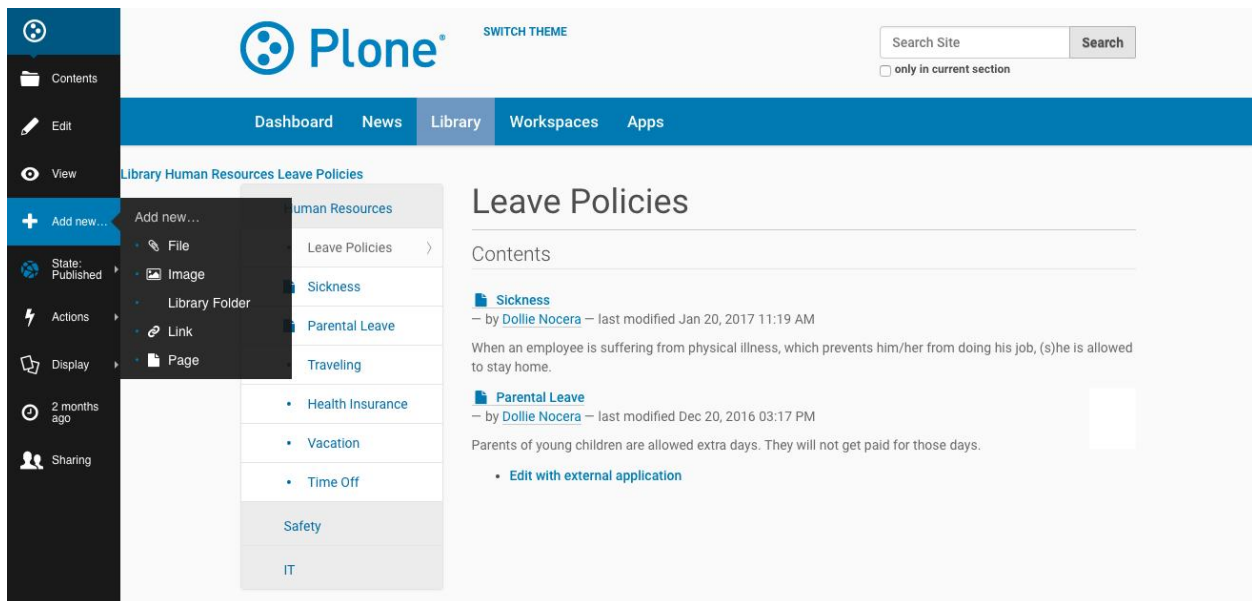 Plone®
SWITCH THEME
Search Site
Search
only in current section
Dashboard News Library Workspaces Apps
Contents
Edit
View
Add new...
State:
Published
Actions
Display
2 months
ago
Sharing
Library Human Resources Leave Policies
Add new...
File
Image
Library Folder
Link
Page
uman Resources
Leave Policies
Sickness
Parental Leave
Traveling
Health Insurance
Vacation
Time Off
Safety
IT
Leave Policies
Contents
Sickness
— by Dollie Nocera — last modified Jan 20, 2017 11:19 AM
When an employee is suffering from physical illness, which prevents him/her from doing his job, (s)he is allowed
to stay home.
Parental Leave
— by Dollie Nocera — last modified Dec 20, 2016 03:17 PM
Parents of young children are allowed extra days. They will not get paid for those days.
• Edit with external application